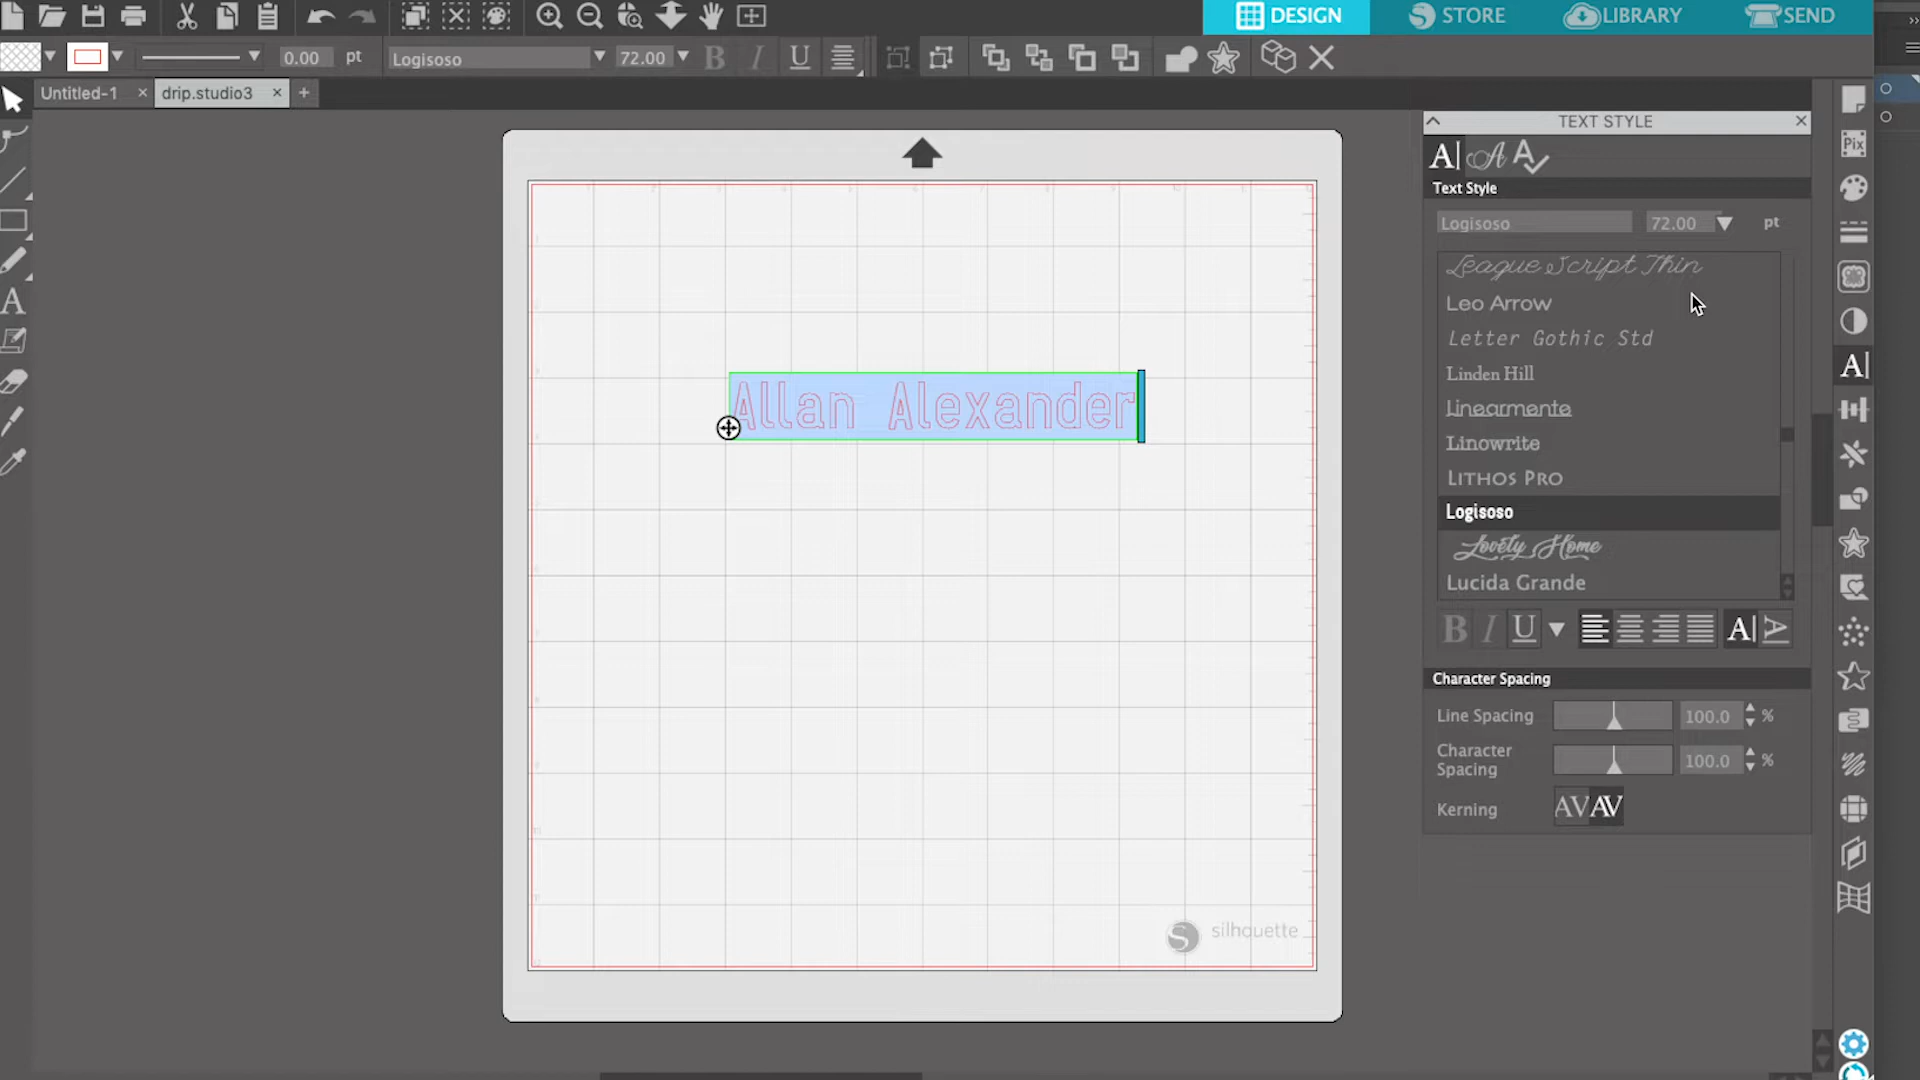 DESIGN
STORE
LIBRARY
SEND
0.00 pt
Logisoso
72.00
B I U
Untitled-1
drip.studio3
TEXT STYLE
Text Style
Logisoso
72.00 pt
League Script Thin
Leo Arrow
Letter Gothic Std
Linden Hill
Linearmente
Linowrite
LITHOS PRO
Logisoso
Lovely Home
Lucida Grande
B I U
Character Spacing
Line Spacing
100.0 %
Character
Spacing
100.0 %
Kerning
AV AV
Pix
Allan Alexander
silhouette